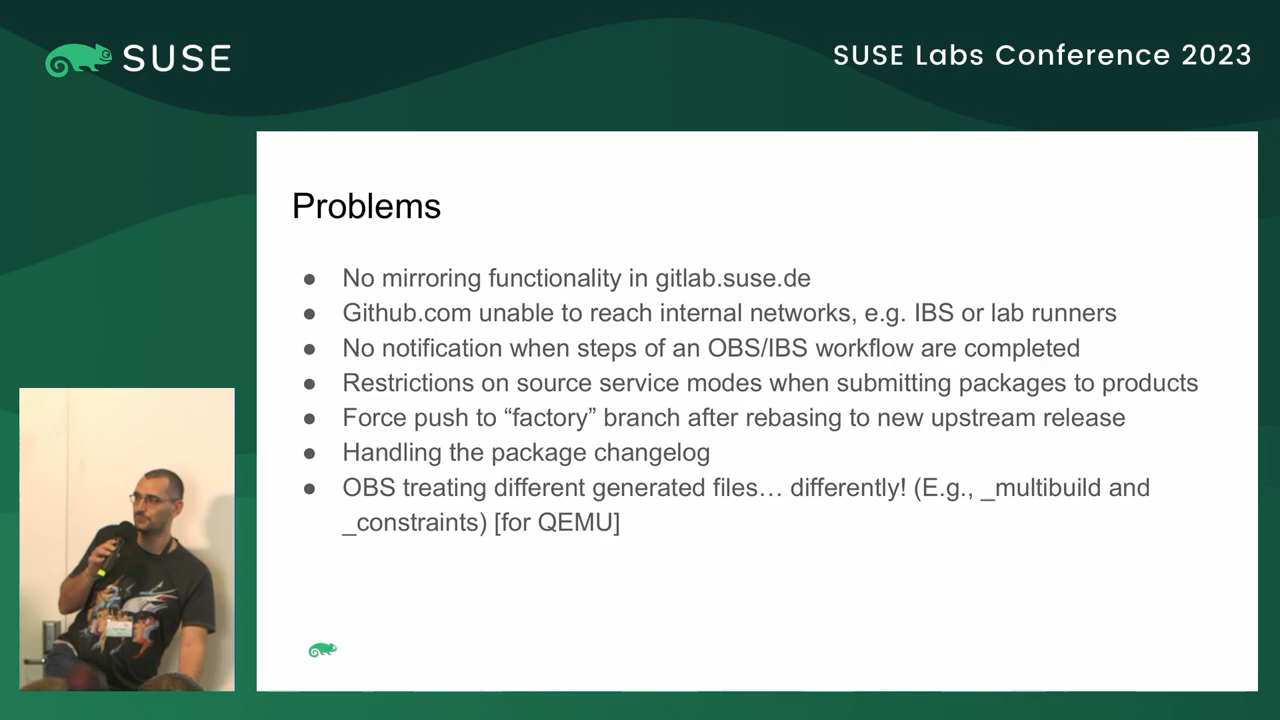 SUSE
SUSE Labs Conference 2023
Problems
● No mirroring functionality in gitlab.suse.de
● Github.com unable to reach internal networks, e.g. IBS or lab runners
● No notification when steps of an OBS/IBS workflow are completed
● Restrictions on source service modes when submitting packages to products
● Force push to “factory” branch after rebasing to new upstream release
● Handling the package changelog
● OBS treating different generated files… differently! (E.g., _multibuild and
_constraints) [for QEMU]